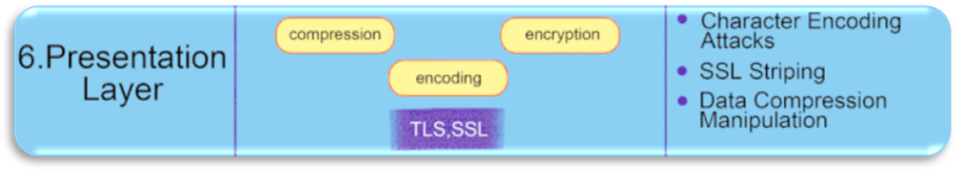 6.Presentation
Layer
compression
encryption
encoding
TLS,SSL
• Character Encoding
Attacks
• SSL Striping
• Data Compression
Manipulation